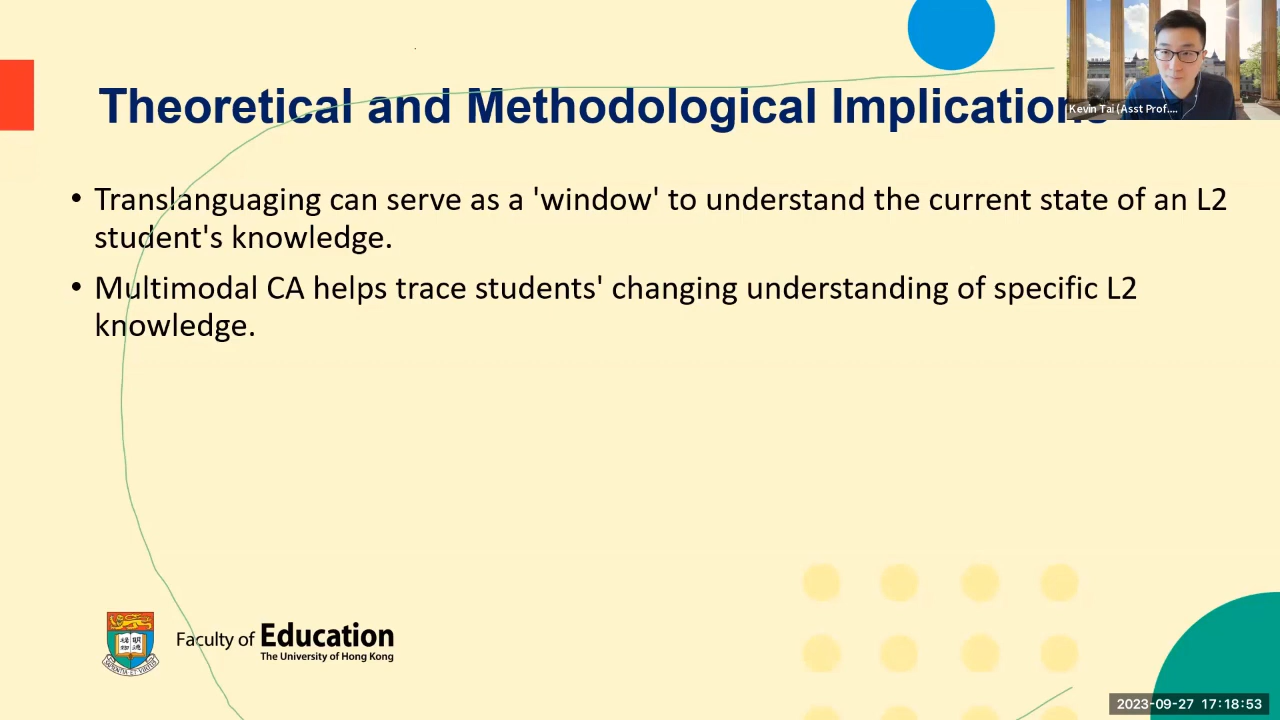 Theoretical and Methodological Implications
Kevin Tai (Asst Prof....
• Translanguaging can serve as a 'window' to understand the current state of an L2
student's knowledge.
• Multimodal CA helps trace students' changing understanding of specific L2
knowledge.
Faculty of Education
The University of Hong Kong
2023-09-27 17:18:53